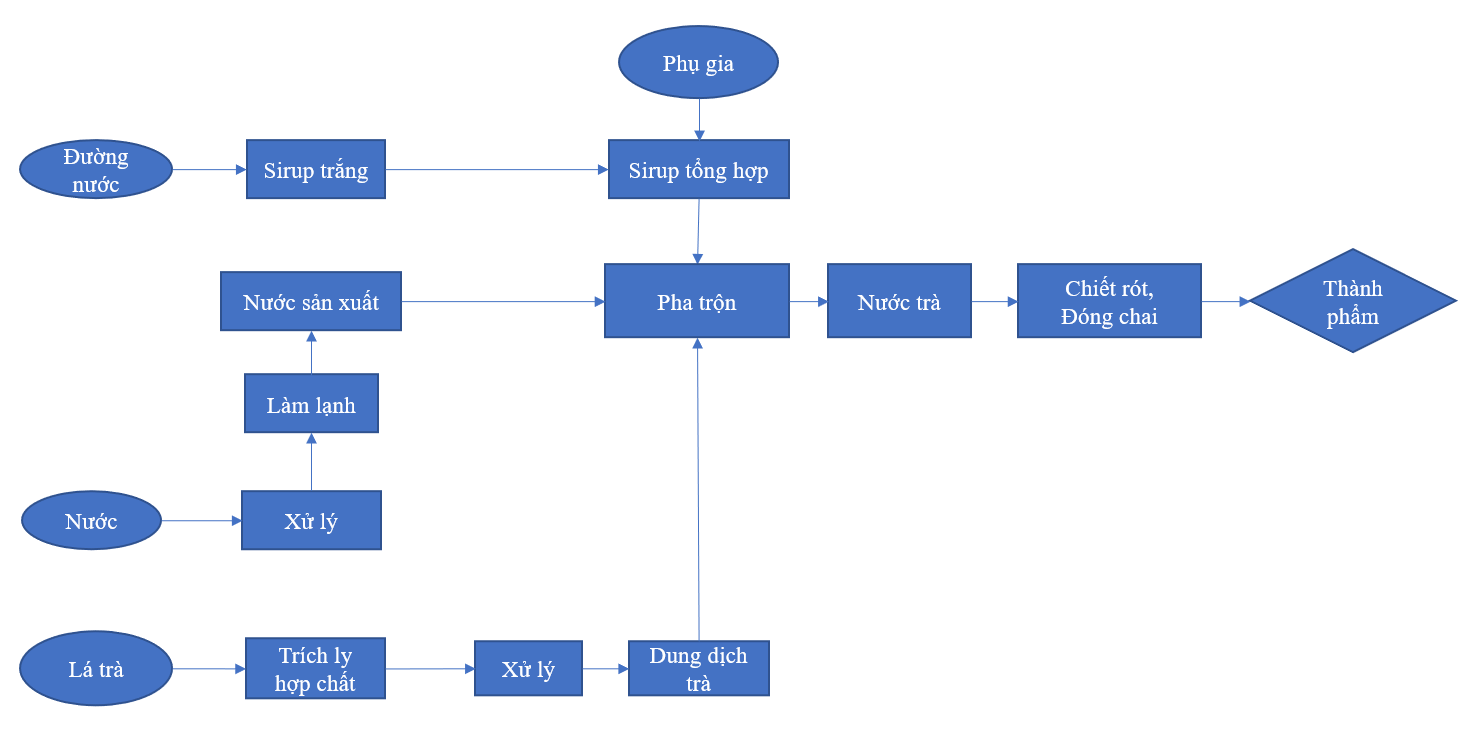 Phụ gia
Đường
nước
Sirup trắng
Sirup tổng hợp
Nước sản xuất
Pha trộn
Nước trà
Chiết rót,
Đóng chai
Thành
phẩm
Làm lạnh
Nước
Xử lý
Lá trà
Trích ly
hợp chất
Xử lý
Dung dịch
trà